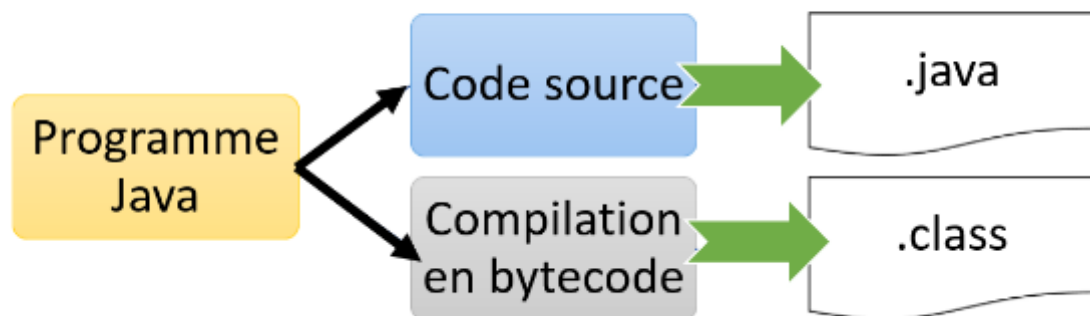 Programme
Java
Code source
.java
Compilation
en bytecode
.class